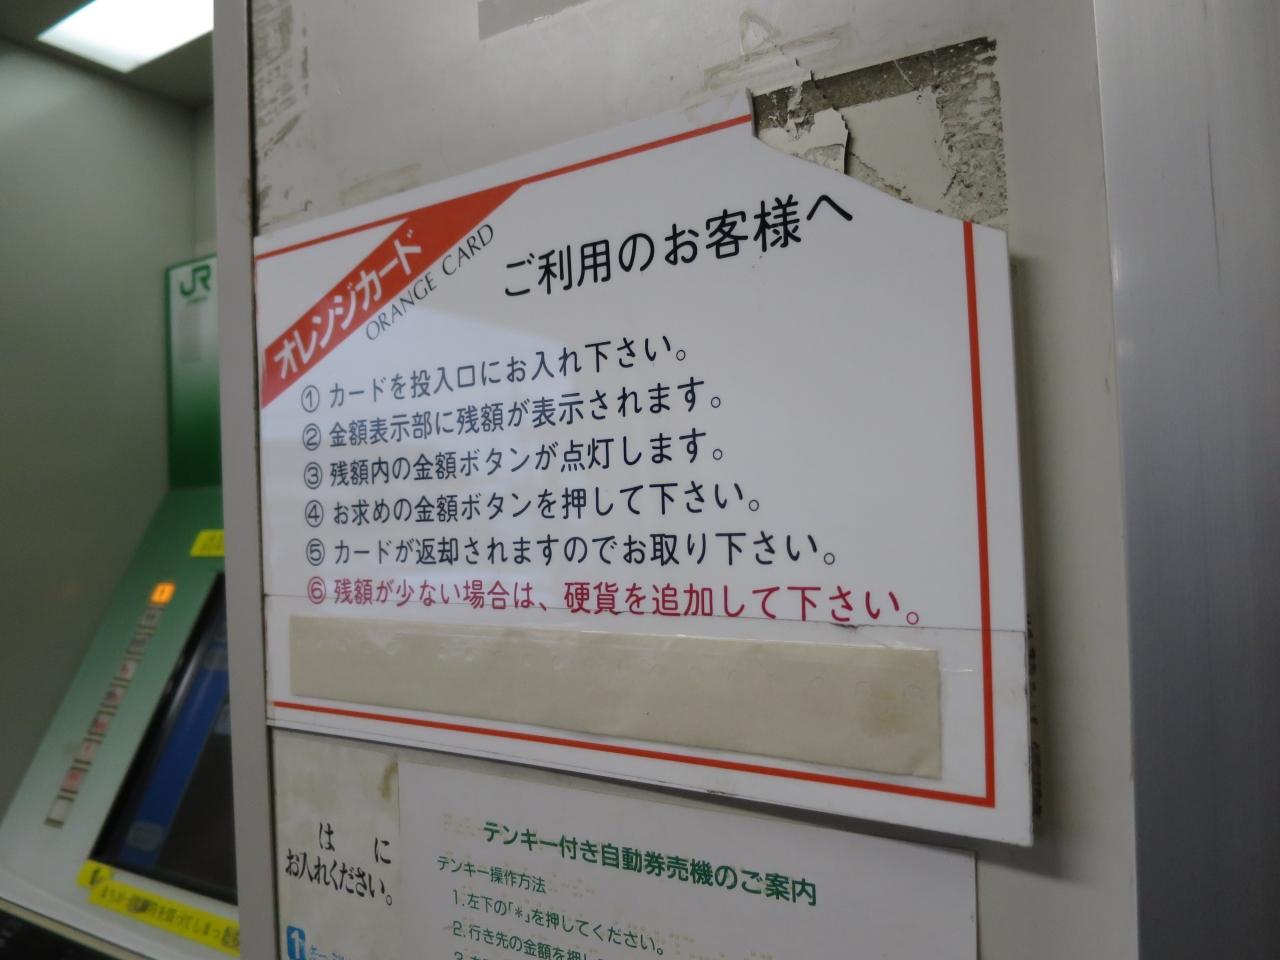 JR
オレンジカード
ORANGE CARD
ご利用のお客様へ
① カードを投入口にお入れ下さい。
② 金額表示部に残額が表示されます。
③ 残額内の金額ボタンが点灯します。
④ お求めの金額ボタンを押して下さい。
⑤ カードが返却されますのでお取り下さい。
⑥ 残額が少ない場合は、硬貨を追加して下さい。
は に
お入れください。
テンキー付き自動券売機のご案内
テンキー操作方法
1.左下の「*」を押してください。
2.行き先の金額を押し